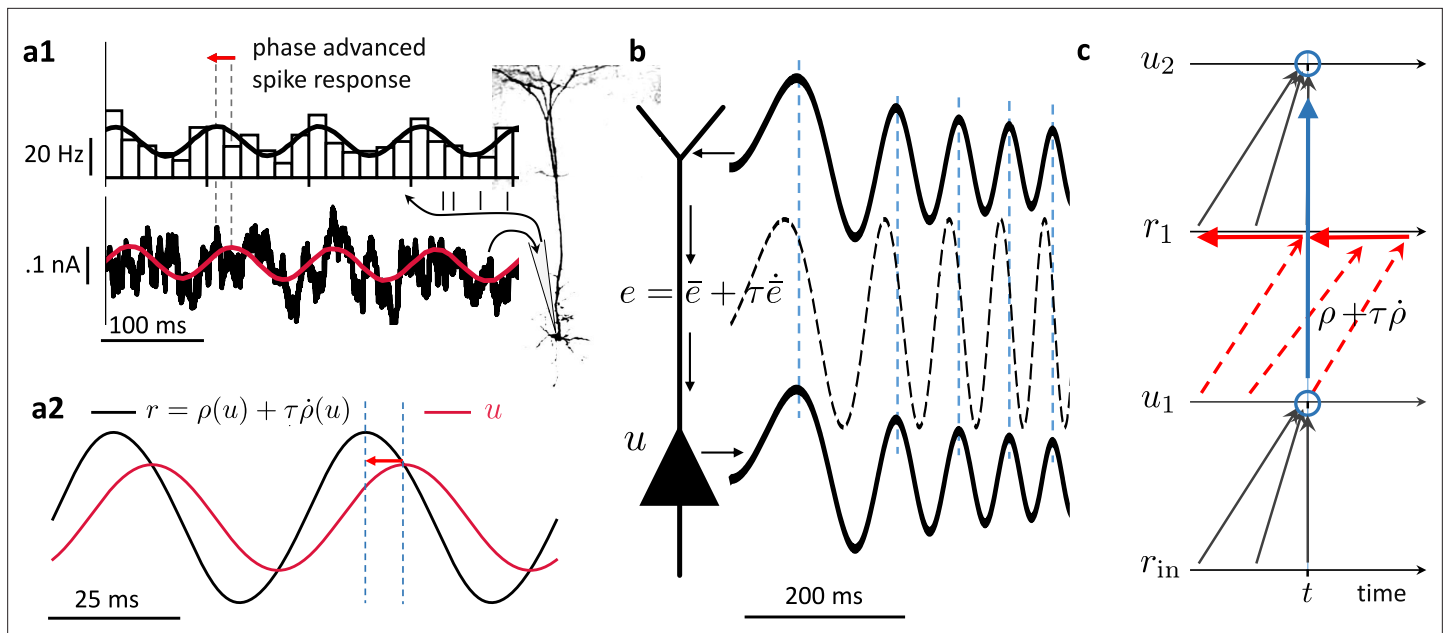 a1
phase advanced
spike response
20 Hz
.1 nA
100 ms
a2
r = ρ(u) + τρ̇(u)
u
25 ms
b
e = ē + τē̇
u
200 ms
c
u₂
r₁
ρ + τρ̇
u₁
r_in
t
time